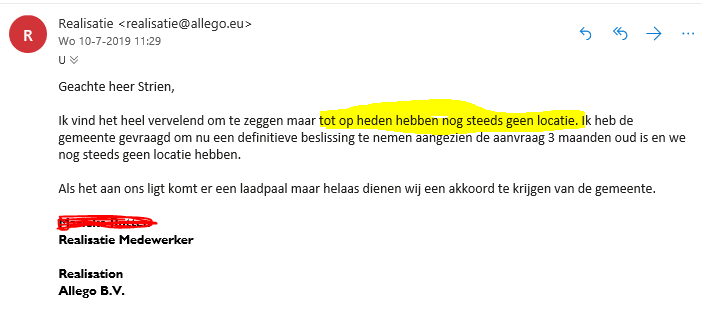 R
Realisatie <realisatie@allego.eu>
Wo 10-7-2019 11:29
U
Geachte heer Strien,
Ik vind het heel vervelend om te zeggen maar tot op heden hebben nog steeds geen locatie. Ik heb de
gemeente gevraagd om nu een definitieve beslissing te nemen aangezien de aanvraag 3 maanden oud is en we
nog steeds geen locatie hebben.
Als het aan ons ligt komt er een laadpaal maar helaas dienen wij een akkoord te krijgen van de gemeente.
Realisatie Medewerker
Realisation
Allego B.V.